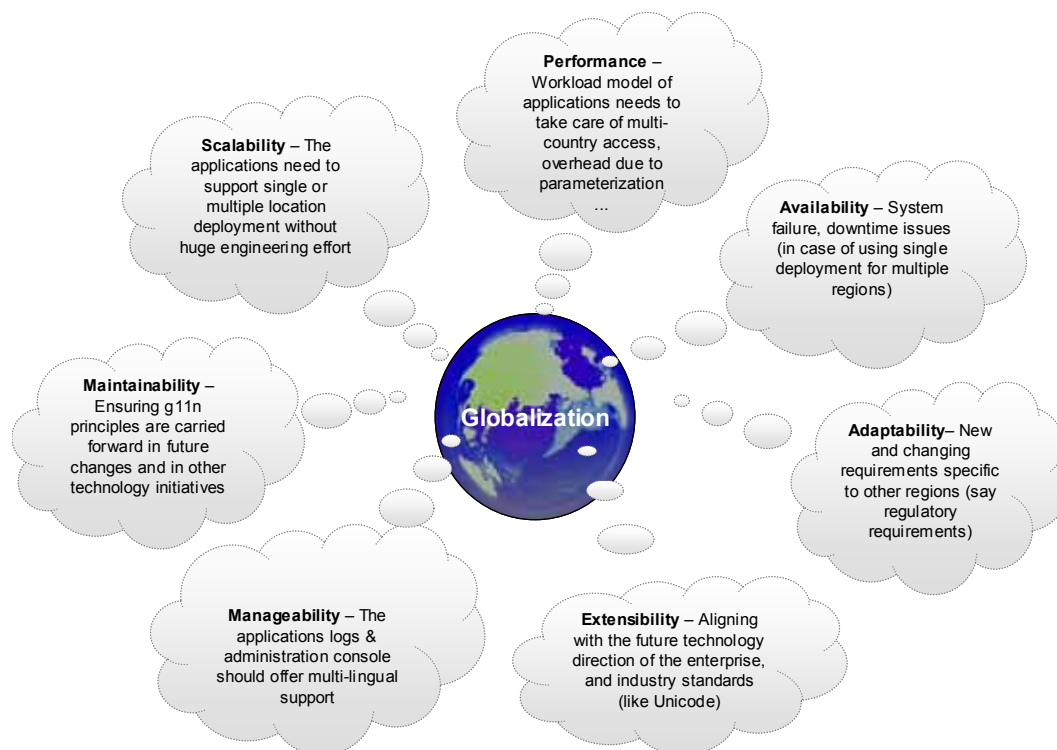 Performance –
Workload model of
applications needs to
take care of multi-
country access,
overhead due to
parameterization
...
Scalability – The
applications need to
support single or
multiple location
deployment without
huge engineering effort
Availability – System
failure, downtime issues
(in case of using single
deployment for multiple
regions)
Globalization
Maintainability –
Ensuring g11n
principles are carried
forward in future
changes and in other
technology initiatives
Adaptability– New
and changing
requirements specific
to other regions (say
regulatory
requirements)
Manageability – The
applications logs &
administration console
should offer multi-lingual
support
Extensibility – Aligning
with the future technology
direction of the enterprise,
and industry standards
(like Unicode)